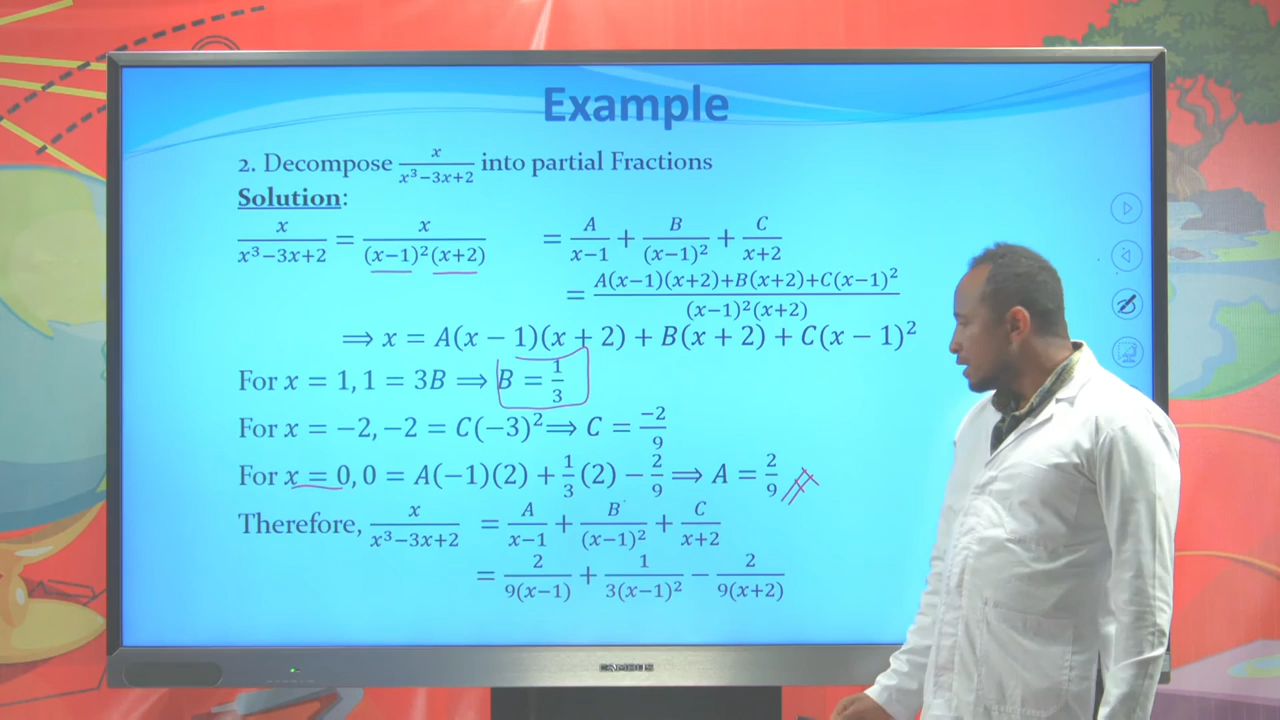 Example
2. Decompose x/(x³−3x+2) into partial Fractions
Solution:
x/(x³−3x+2) = x/((x−1)²(x+2)) = A/(x−1) + B/((x−1)²) + C/(x+2)
= (A(x−1)(x+2)+B(x+2)+C(x−1)²)/((x−1)²(x+2))
⟹ x = A(x − 1)(x + 2) + B(x + 2) + C(x − 1)²
For x = 1, 1 = 3B ⟹ B = 1/3
For x = −2, −2 = C(−3)² ⟹ C = −2/9
For x = 0, 0 = A(−1)(2) + 1/3(2) − 2/9 ⟹ A = 2/9
Therefore, x/(x³−3x+2) = A/(x−1) + B/((x−1)²) + C/(x+2)
= 2/(9(x−1)) + 1/(3(x−1)²) − 2/(9(x+2))